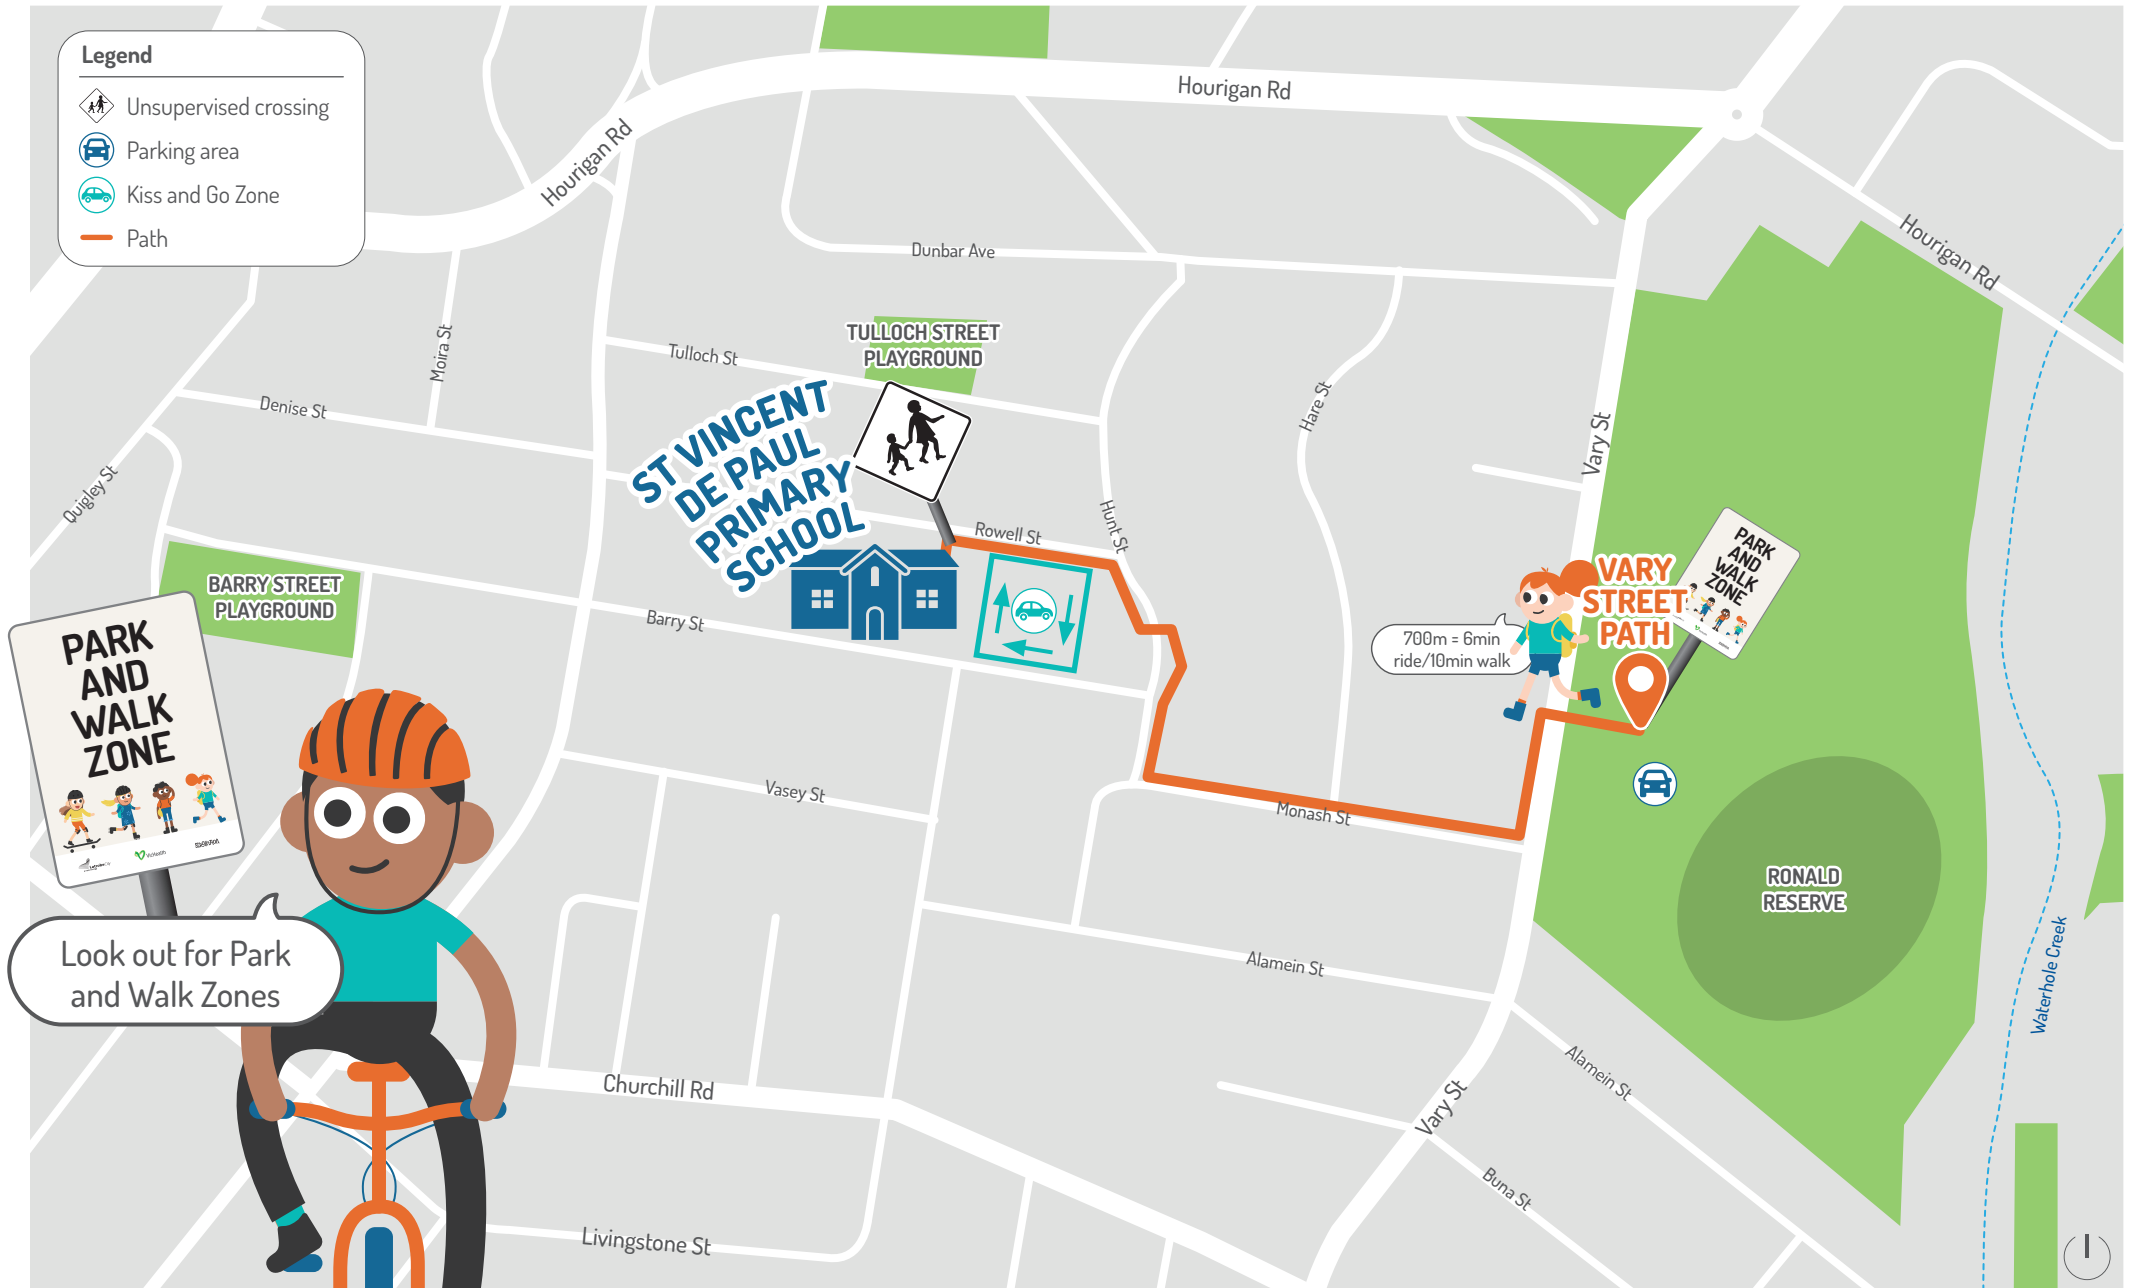 Legend
Unsupervised crossing
Parking area
Kiss and Go Zone
Path
Hourigan Rd
Hourigan Rd
Hourigan Rd
Dunbar Ave
Moira St
Tulloch St
TULLOCH STREET
PLAYGROUND
Denise St
Hare St
Vary St
Quigley St
ST VINCENT
DE PAUL
PRIMARY
SCHOOL
Rowell St
Hunt St
PARK
AND
WALK
ZONE
VARY
STREET
PATH
BARRY STREET
PLAYGROUND
Barry St
700m = 6min
ride/10min walk
PARK
AND
WALK
ZONE
Vasey St
Monash St
RONALD
RESERVE
VicHealth
Look out for Park
and Walk Zones
Alamein St
Waterhole Creek
Alamein St
Churchill Rd
Vary St
Buna St
Livingstone St